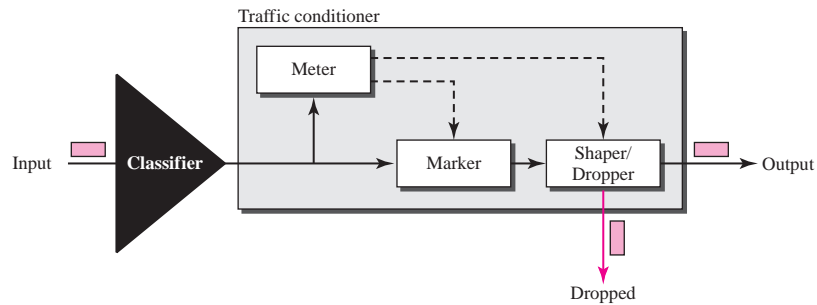 Traffic conditioner
Meter
Input
Classifier
Marker
Shaper/
Dropper
Output
Dropped